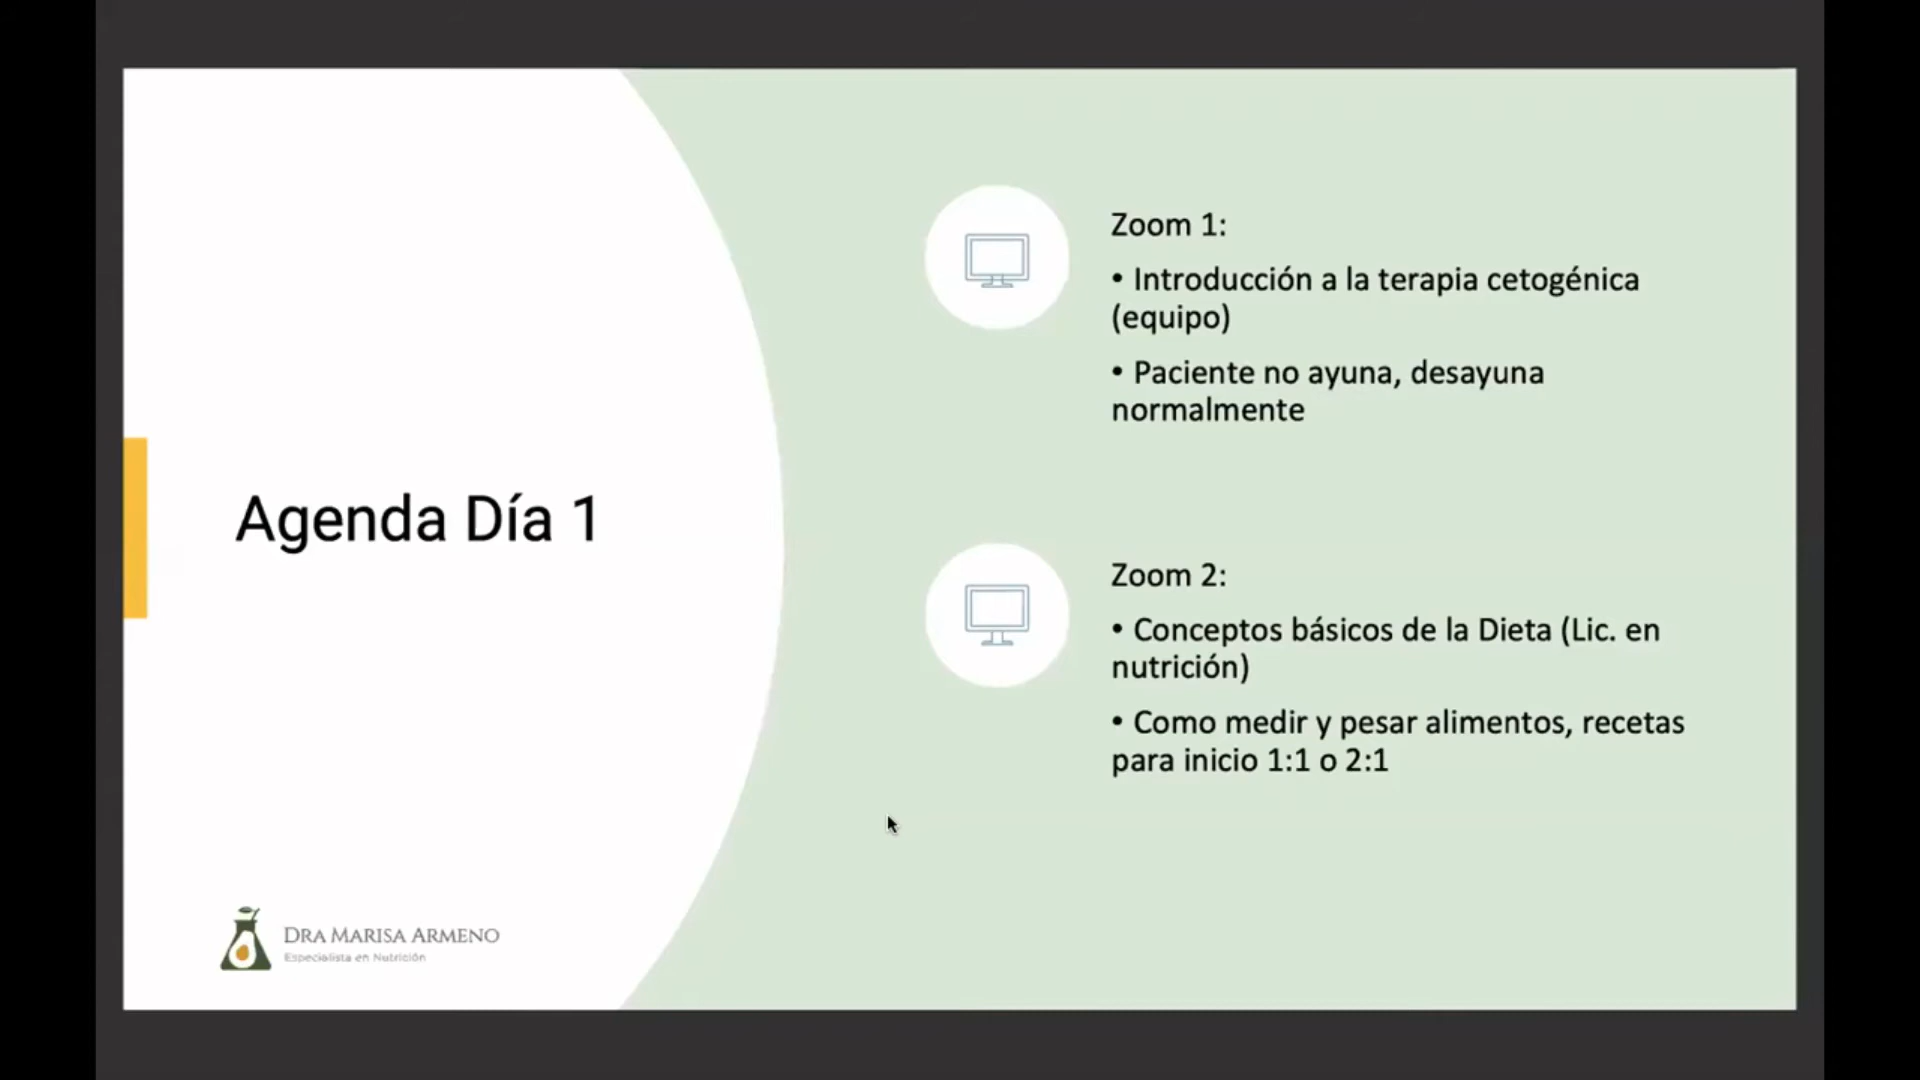 Agenda Día 1
Zoom 1:
• Introducción a la terapia cetogénica
(equipo)
• Paciente no ayuna, desayuna
normalmente
Zoom 2:
• Conceptos básicos de la Dieta (Lic. en
nutrición)
• Como medir y pesar alimentos, recetas
para inicio 1:1 o 2:1
DRA MARISA ARMENO
Especialista en Nutrición